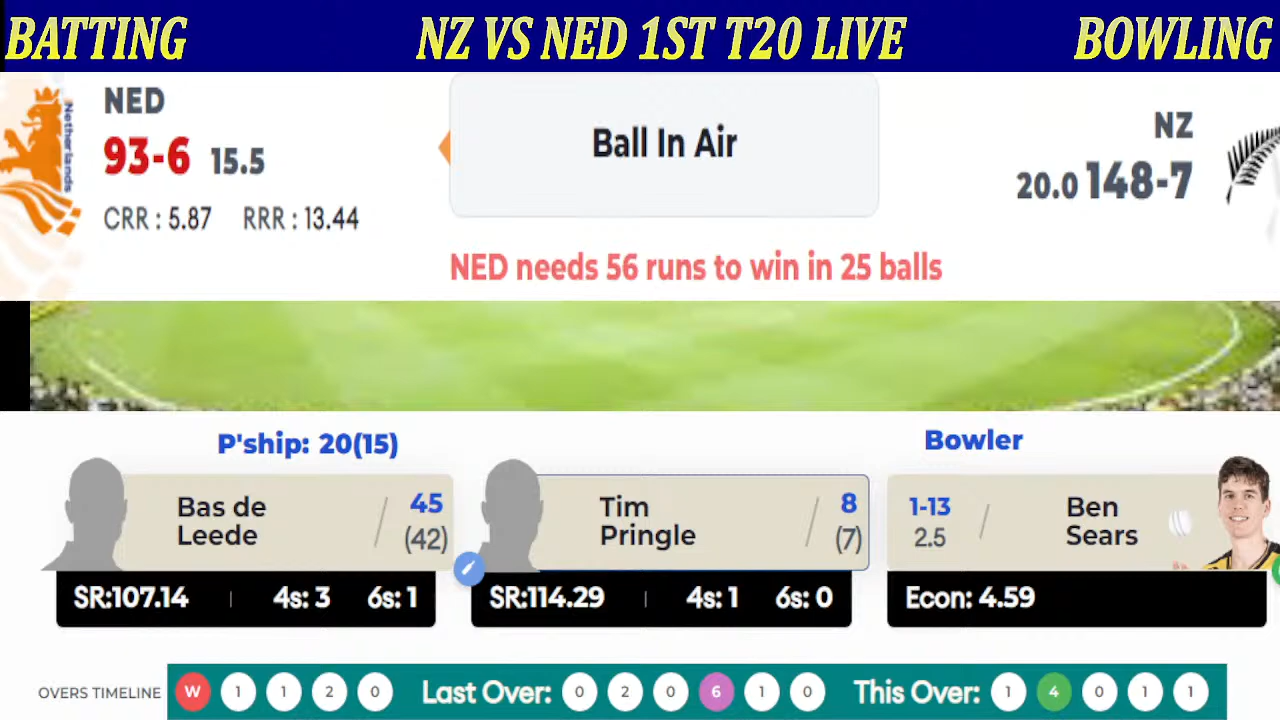 BATTING
NZ VS NED 1ST T20 LIVE
BOWLING
Netherlands
NED
93-6 15.5
CRR : 5.87 RRR : 13.44
Ball In Air
NZ
20.0 148-7
NED needs 56 runs to win in 25 balls
P'ship: 20(15)
Bowler
Bas de
Leede
/ 45
(42)
SR:107.14 | 4s: 3 6s: 1
Tim
Pringle
/ 8
(7)
SR:114.29 | 4s: 1 6s: 0
1-13
2.5
/ Ben
Sears
Econ: 4.59
OVERS TIMELINE W 1 1 2 0 Last Over: 0 2 0 6 1 0 This Over: 1 4 0 1 1